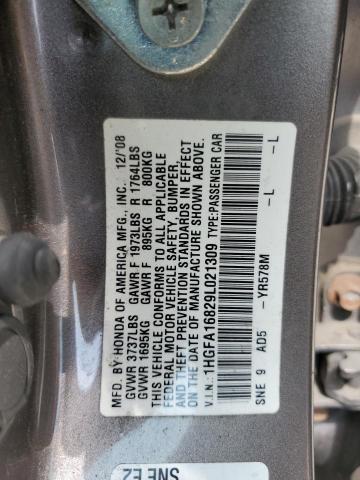 MFD. BY HONDA OF AMERICA MFG., INC. 12/'08
GVWR 3737LBS GAWR F 1973LBS R 1764LBS
GVWR 1695KG GAWR F 895KG R 800KG
THIS VEHICLE CONFORMS TO ALL APPLICABLE
FEDERAL MOTOR VEHICLE SAFETY, BUMPER,
AND THEFT PREVENTION STANDARDS IN EFFECT
ON THE DATE OF MANUFACTURE SHOWN ABOVE.
V.I.N.: 1HGFA16829L021309 TYPE:PASSENGER CAR
SNE 9 AD5 -YR578M -L -L
SNE E2